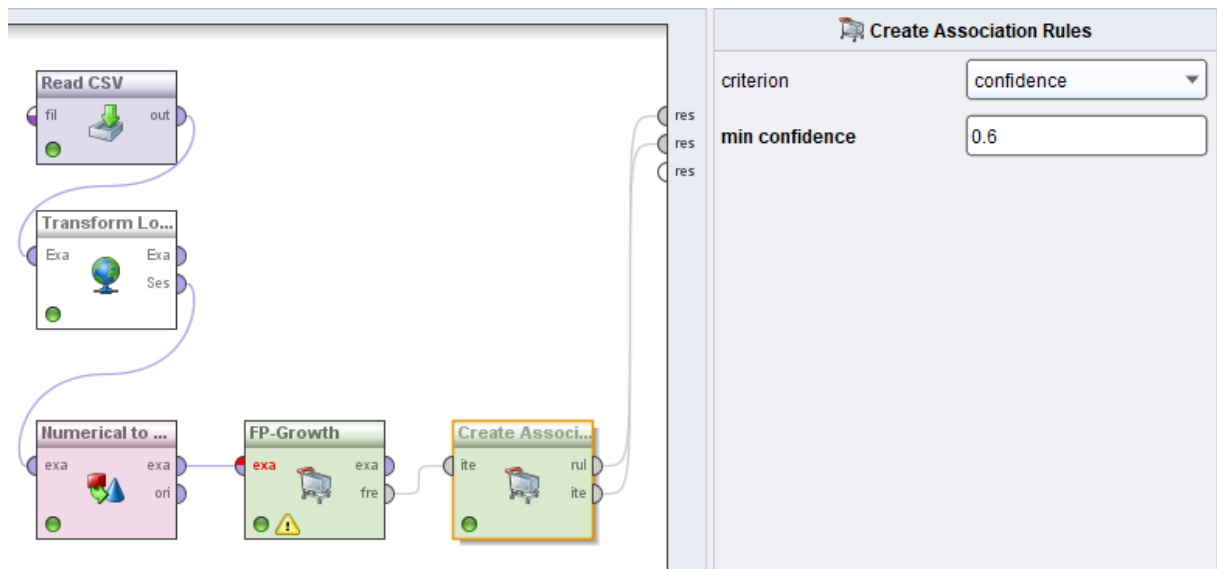 Create Association Rules
criterion
confidence
min confidence
0.6
Read CSV
fil
out
Transform Lo...
Exa
Exa
Ses
Numerical to ...
exa
exa
ori
FP-Growth
exa
exa
fre
Create Associ...
ite
rul
ite
res
res
res